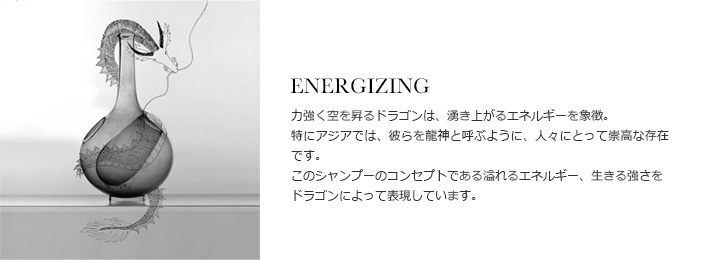 ENERGIZING
力強く空を昇るドラゴンは、湧き上がるエネルギーを象徴。
特にアジアでは、彼らを龍神と呼ぶように、人々にとって崇高な存在
です。
このシャンプーのコンセプトである溢れるエネルギー、生きる強さを
ドラゴンによって表現しています。